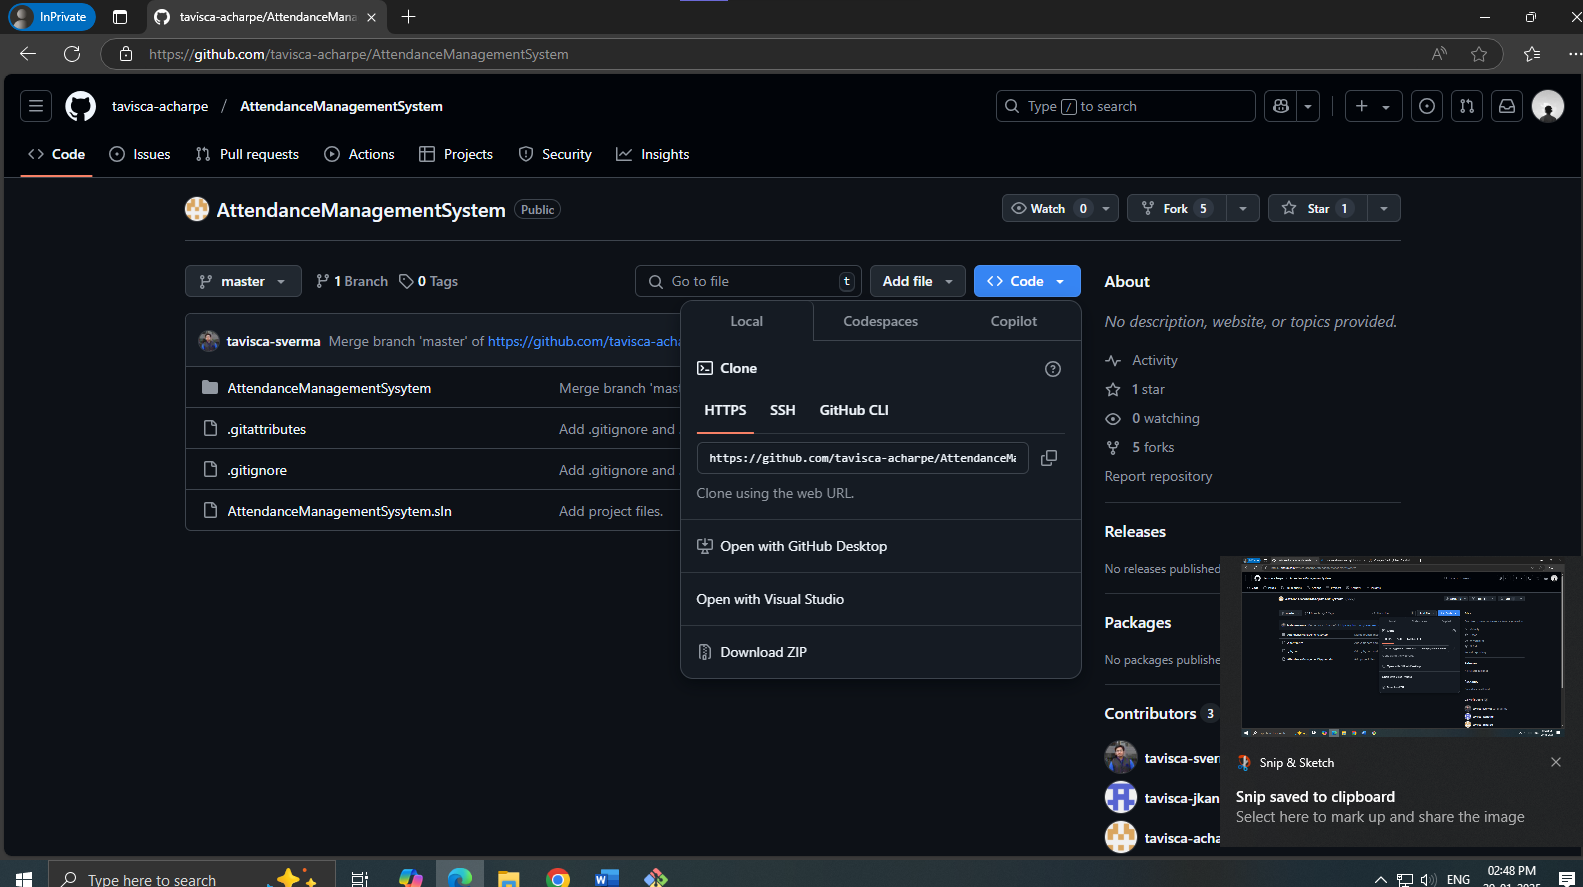 InPrivate
tavisca-acharpe/AttendanceMana
https://github.com/tavisca-acharpe/AttendanceManagementSystem
tavisca-acharpe / AttendanceManagementSystem
Type / to search
Code
Issues
Pull requests
Actions
Projects
Security
Insights
AttendanceManagementSystem Public
Watch 0
Fork 5
Star 1
master
1 Branch
0 Tags
Go to file t
Add file
Code
tavisca-sverma Merge branch 'master' of https://github.com/tavisca-acha
AttendanceManagementSysytem Merge branch 'mast
.gitattributes Add .gitignore and .
.gitignore Add .gitignore and .
AttendanceManagementSysytem.sln Add project files.
Local
Codespaces
Copilot
Clone
HTTPS
SSH
GitHub CLI
https://github.com/tavisca-acharpe/AttendanceMa
Clone using the web URL.
Open with GitHub Desktop
Open with Visual Studio
Download ZIP
About
No description, website, or topics provided.
Activity
1 star
0 watching
5 forks
Report repository
Releases
No releases published
Packages
No packages publishe
Contributors 3
tavisca-sver
tavisca-jkan
tavisca-acha
Snip & Sketch
Snip saved to clipboard
Select here to mark up and share the image
Type here to search
ENG
02:48 PM